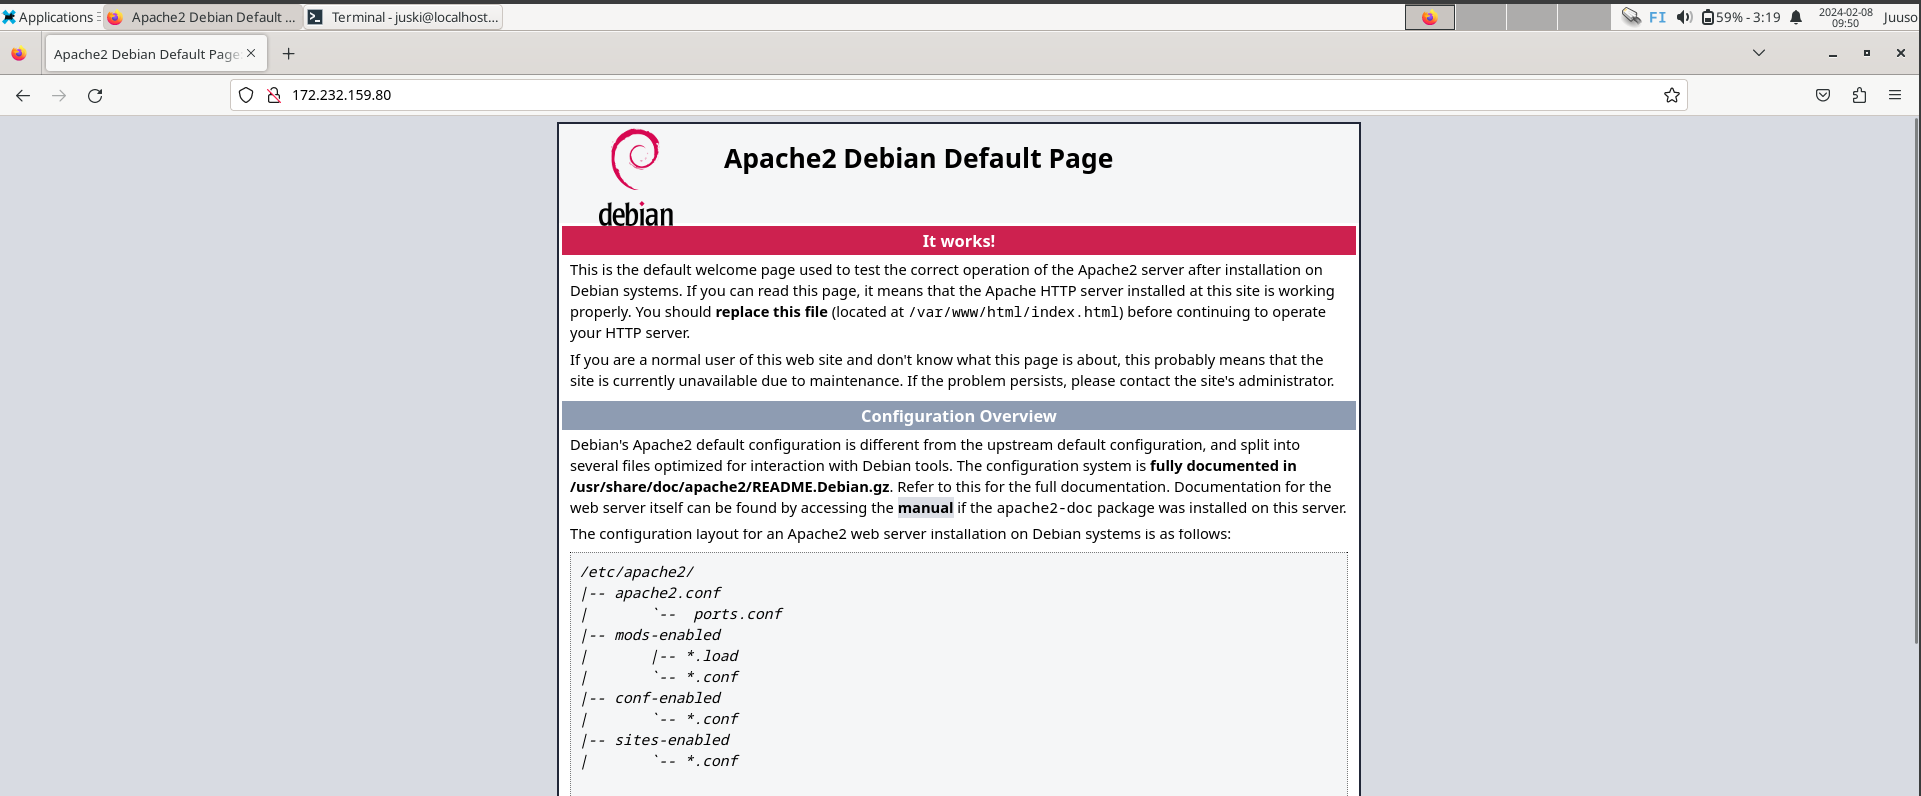 Applications
Apache2 Debian Default ...
Terminal - juski@localhost...
FI
59% - 3:19
2024-02-08
09:50
Juuso
Apache2 Debian Default Page
172.232.159.80
debian
Apache2 Debian Default Page
It works!
This is the default welcome page used to test the correct operation of the Apache2 server after installation on
Debian systems. If you can read this page, it means that the Apache HTTP server installed at this site is working
properly. You should replace this file (located at /var/www/html/index.html) before continuing to operate
your HTTP server.
If you are a normal user of this web site and don't know what this page is about, this probably means that the
site is currently unavailable due to maintenance. If the problem persists, please contact the site's administrator.
Configuration Overview
Debian's Apache2 default configuration is different from the upstream default configuration, and split into
several files optimized for interaction with Debian tools. The configuration system is fully documented in
/usr/share/doc/apache2/README.Debian.gz. Refer to this for the full documentation. Documentation for the
web server itself can be found by accessing the manual if the apache2-doc package was installed on this server.
The configuration layout for an Apache2 web server installation on Debian systems is as follows:
/etc/apache2/
|-- apache2.conf
|       `--  ports.conf
|-- mods-enabled
|       |-- *.load
|       `-- *.conf
|-- conf-enabled
|       `-- *.conf
|-- sites-enabled
|       `-- *.conf